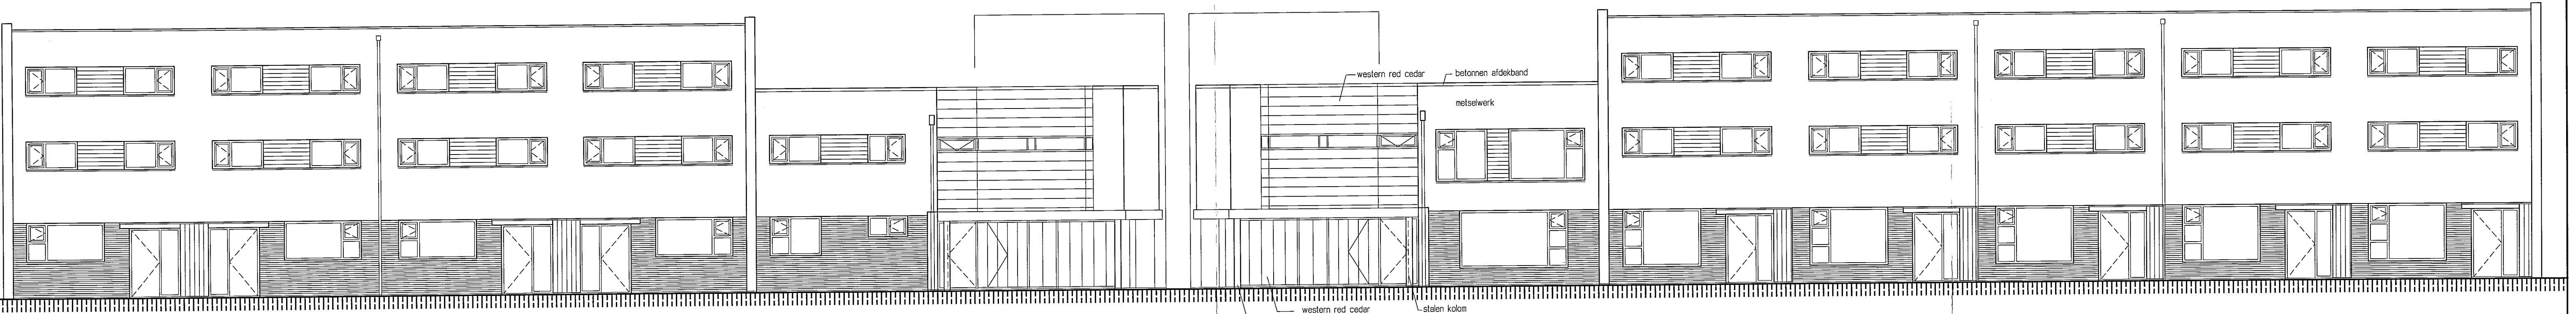 western red cedar
betonnen afdekband
metselwerk
western red cedar
stalen kolom